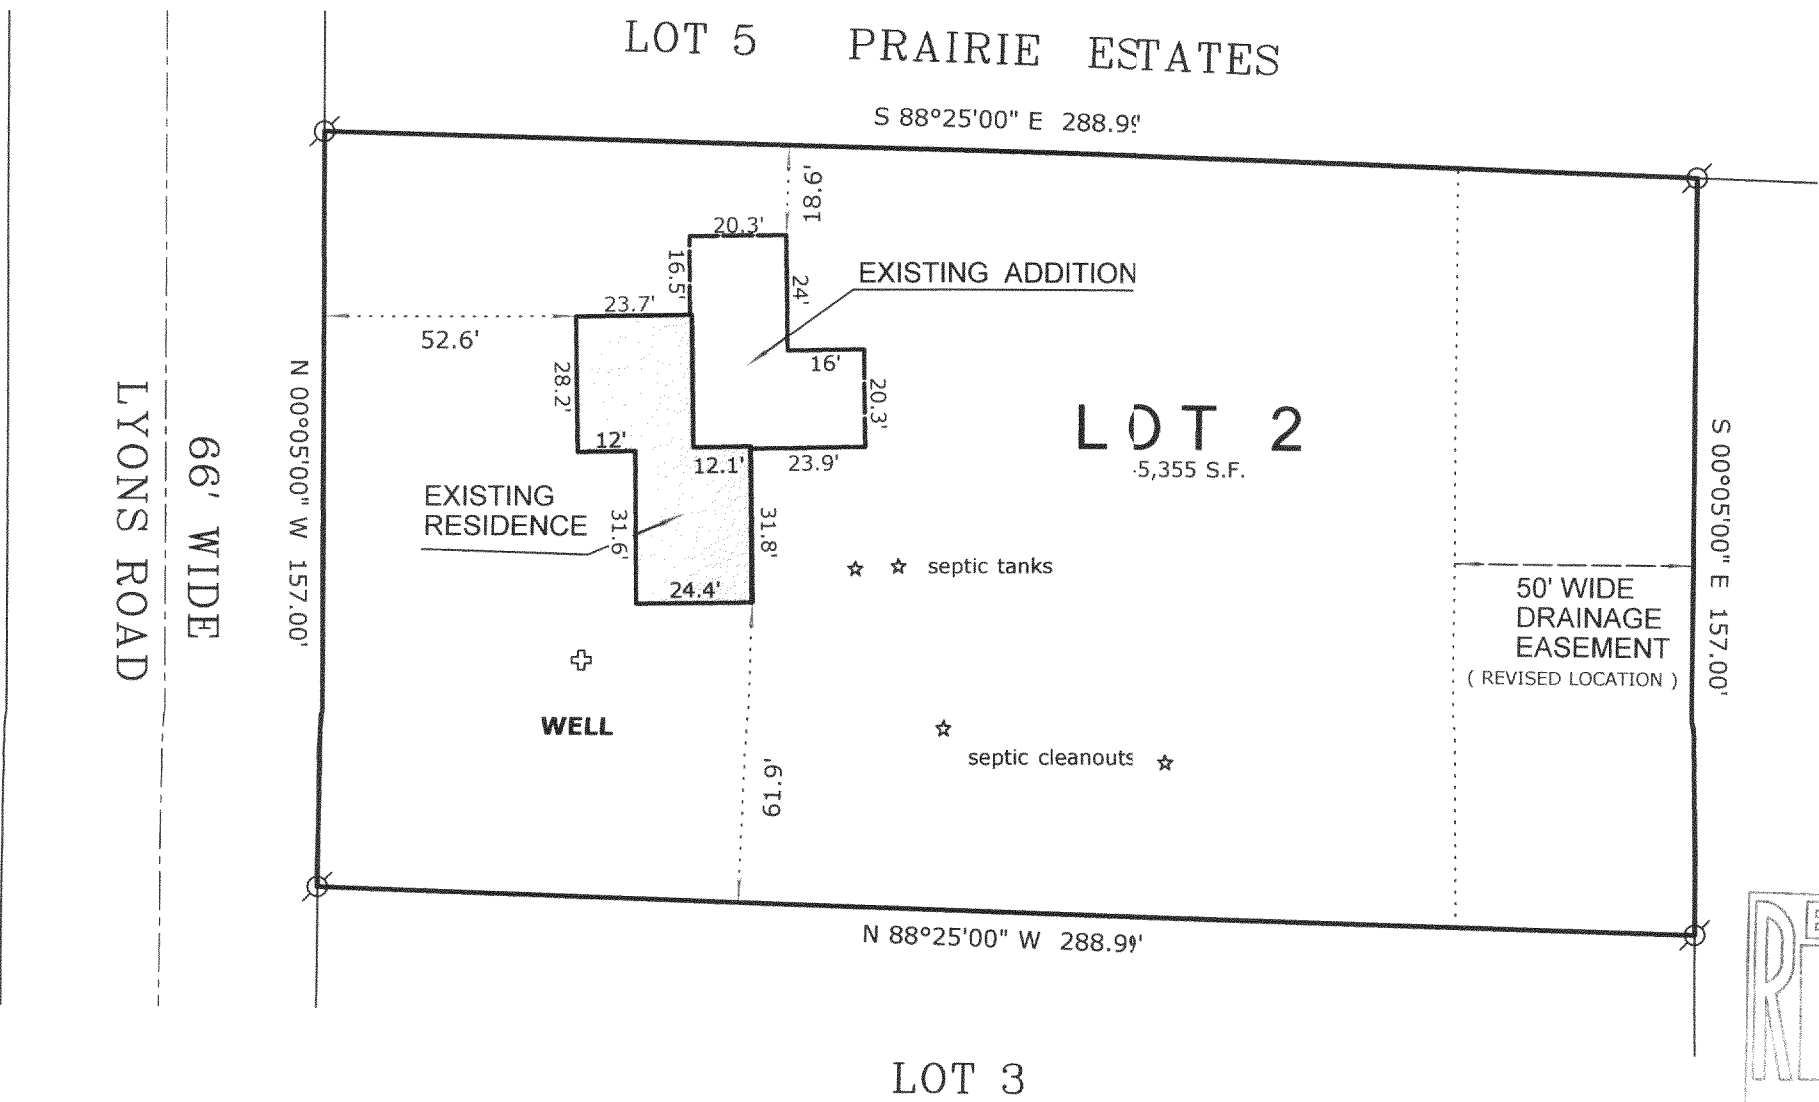 LOT 5 PRAIRIE ESTATES
S 88°25'00" E 288.99'
18.6'
20.3'
16.5'
24'
EXISTING ADDITION
23.7'
52.6'
16'
28.2'
20.3'
12'
12.1'
23.9'
LOT 2
5,355 S.F.
EXISTING
RESIDENCE
31.6'
31.8'
24.4'
septic tanks
WELL
septic cleanouts
61.9'
50' WIDE
DRAINAGE
EASEMENT
( REVISED LOCATION )
N 00°05'00" W 157.00'
S 00°05'00" E 157.00'
66' WIDE
LYONS ROAD
N 88°25'00" W 288.99'
LOT 3